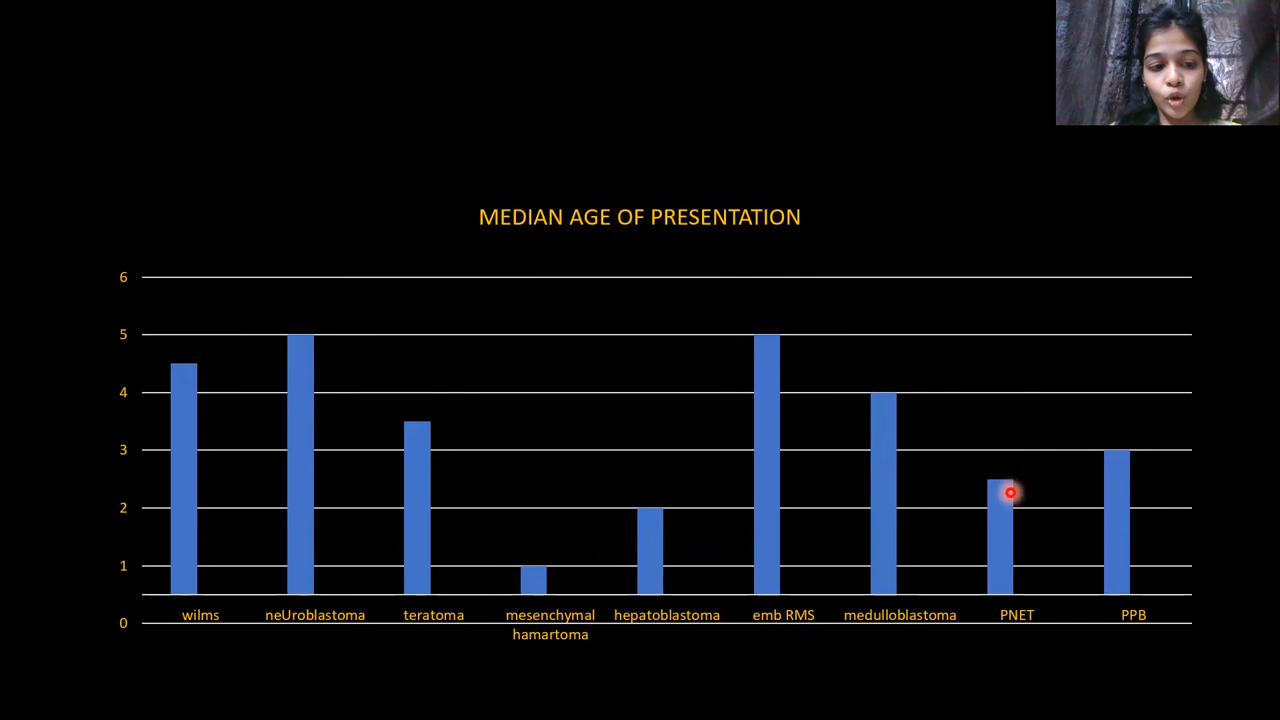 MEDIAN AGE OF PRESENTATION
6
5
4
3
2
1
0
wilms
neUroblastoma
teratoma
mesenchymal
hamartoma
hepatoblastoma
emb RMS
medulloblastoma
PNET
PPB